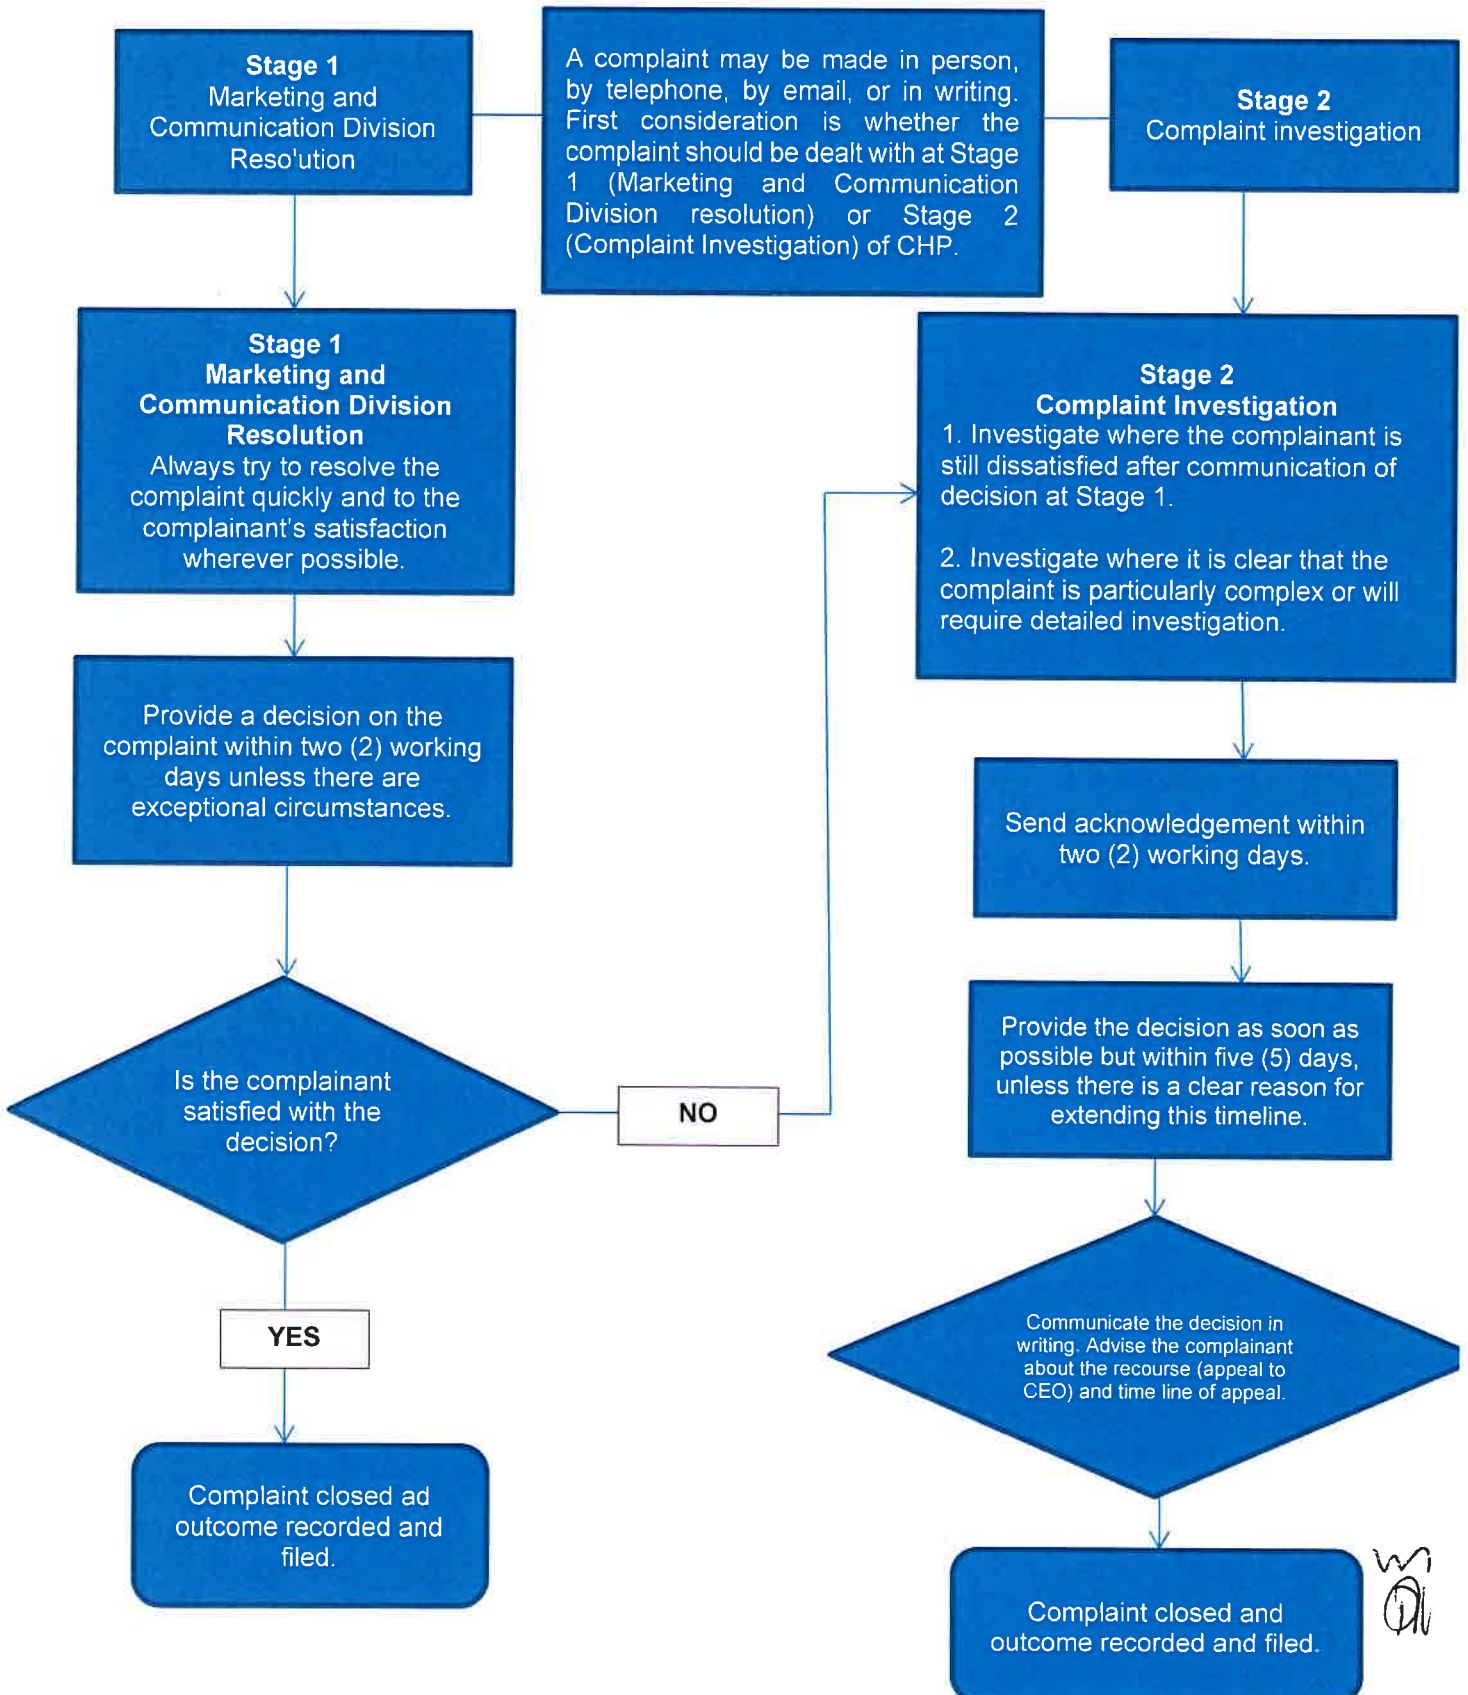 Stage 1
Marketing and
Communication Division
Reso'ution
A complaint may be made in person,
by telephone, by email, or in writing.
First consideration is whether the
complaint should be dealt with at Stage
1 (Marketing and Communication
Division resolution) or Stage 2
(Complaint Investigation) of CHP.
Stage 2
Complaint investigation
Stage 1
Marketing and
Communication Division
Resolution
Always try to resolve the
complaint quickly and to the
complainant's satisfaction
wherever possible.
Stage 2
Complaint Investigation
1. Investigate where the complainant is
still dissatisfied after communication of
decision at Stage 1.
2. Investigate where it is clear that the
complaint is particularly complex or will
require detailed investigation.
Provide a decision on the
complaint within two (2) working
days unless there are
exceptional circumstances.
Send acknowledgement within
two (2) working days.
Provide the decision as soon as
possible but within five (5) days,
unless there is a clear reason for
extending this timeline.
Is the complainant
satisfied with the
decision?
NO
YES
Communicate the decision in
writing. Advise the complainant
about the recourse (appeal to
CEO) and time line of appeal.
Complaint closed ad
outcome recorded and
filed.
Complaint closed and
outcome recorded and filed.